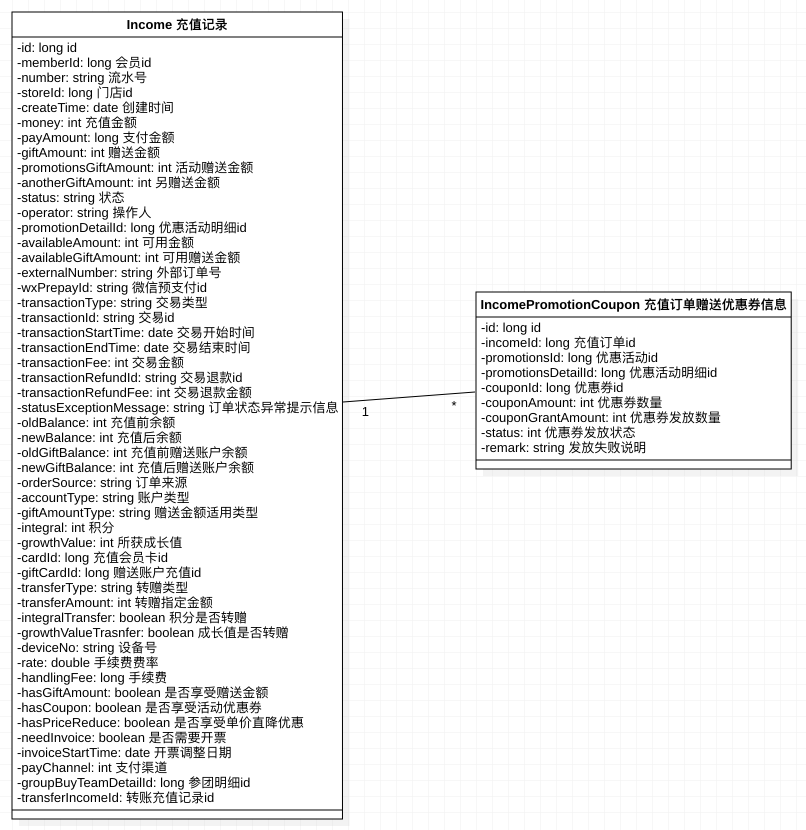 Income 充值记录
-id: long id
-memberId: long 会员id
-number: string 流水号
-storeId: long 门店id
-createTime: date 创建时间
-money: int 充值金额
-payAmount: long 支付金额
-giftAmount: int 赠送金额
-promotionsGiftAmount: int 活动赠送金额
-anotherGiftAmount: int 另赠送金额
-status: string 状态
-operator: string 操作人
-promotionDetailId: long 优惠活动明细id
-availableAmount: int 可用金额
-availableGiftAmount: int 可用赠送金额
-externalNumber: string 外部订单号
-wxPrepayId: string 微信预支付id
-transactionType: string 交易类型
-transactionId: string 交易id
-transactionStartTime: date 交易开始时间
-transactionEndTime: date 交易结束时间
-transactionFee: int 交易金额
-transactionRefundId: string 交易退款id
-transactionRefundFee: int 交易退款金额
-statusExceptionMessage: string 订单状态异常提示信息
-oldBalance: int 充值前余额
-newBalance: int 充值后余额
-oldGiftBalance: int 充值前赠送账户余额
-newGiftBalance: int 充值后赠送账户余额
-orderSource: string 订单来源
-accountType: string 账户类型
-giftAmountType: string 赠送金额适用类型
-integral: int 积分
-growthValue: int 所获成长值
-cardId: long 充值会员卡id
-giftCardId: long 赠送账户充值id
-transferType: string 转赠类型
-transferAmount: int 转赠指定金额
-integralTransfer: boolean 积分是否转赠
-growthValueTrasnfer: boolean 成长值是否转赠
-deviceNo: string 设备号
-rate: double 手续费费率
-handlingFee: long 手续费
-hasGiftAmount: boolean 是否享受赠送金额
-hasCoupon: boolean 是否享受活动优惠券
-hasPriceReduce: boolean 是否享受单价直降优惠
-needInvoice: boolean 是否需要开票
-invoiceStartTime: date 开票调整日期
-payChannel: int 支付渠道
-groupBuyTeamDetailId: long 参团明细id
-transferIncomeId: 转账充值记录id
1
*
IncomePromotionCoupon 充值订单赠送优惠券信息
-id: long id
-incomeId: long 充值订单id
-promotionsId: long 优惠活动id
-promotionsDetailId: long 优惠活动明细id
-couponId: long 优惠券id
-couponAmount: int 优惠券数量
-couponGrantAmount: int 优惠券发放数量
-status: int 优惠券发放状态
-remark: string 发放失败说明